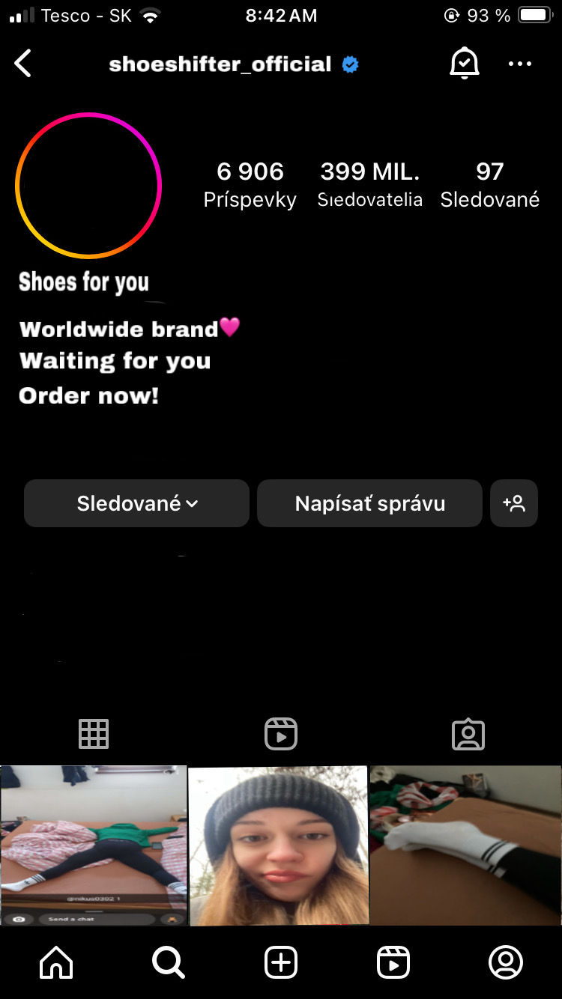 Tesco - SK 8:42 AM 93 %
shoeshifter_official
6 906 399 MIL. 97
Príspevky Sledovatelia Sledované
Shoes for you
Worldwide brand
Waiting for you
Order now!
Sledované Napísať správu
@nikus0302 1
Send a chat